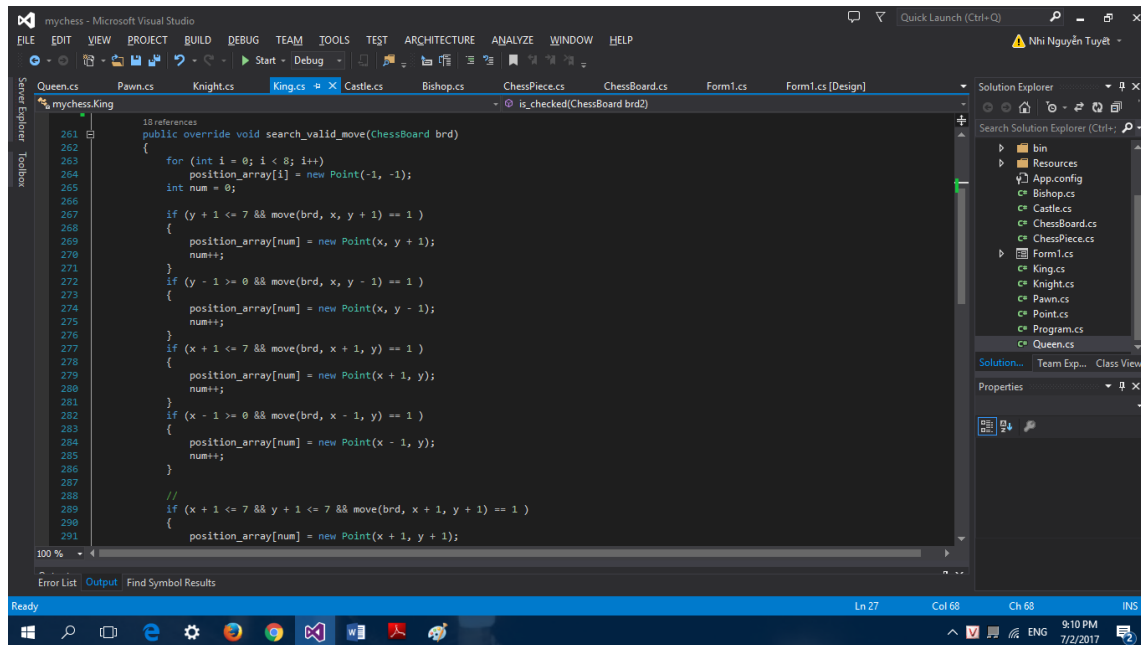 mychess - Microsoft Visual Studio
Quick Launch (Ctrl+Q)
FILE EDIT VIEW PROJECT BUILD DEBUG TEAM TOOLS TEST ARCHITECTURE ANALYZE WINDOW HELP
Nhi Nguyễn Tuyết
Start Debug
Server Explorer
Toolbox
Queen.cs Pawn.cs Knight.cs King.cs Castle.cs Bishop.cs ChessPiece.cs ChessBoard.cs Form1.cs Form1.cs [Design]
mychess.King
is_checked(ChessBoard brd2)
18 references
261 public override void search_valid_move(ChessBoard brd)
262 {
263 for (int i = 0; i < 8; i++)
264 position_array[i] = new Point(-1, -1);
265 int num = 0;
266
267 if (y + 1 <= 7 && move(brd, x, y + 1) == 1 )
268 {
269 position_array[num] = new Point(x, y + 1);
270 num++;
271 }
272 if (y - 1 >= 0 && move(brd, x, y - 1) == 1 )
273 {
274 position_array[num] = new Point(x, y - 1);
275 num++;
276 }
277 if (x + 1 <= 7 && move(brd, x + 1, y) == 1 )
278 {
279 position_array[num] = new Point(x + 1, y);
280 num++;
281 }
282 if (x - 1 >= 0 && move(brd, x - 1, y) == 1 )
283 {
284 position_array[num] = new Point(x - 1, y);
285 num++;
286 }
287
288 //
289 if (x + 1 <= 7 && y + 1 <= 7 && move(brd, x + 1, y + 1) == 1 )
290 {
291 position_array[num] = new Point(x + 1, y + 1);
100 %
Error List Output Find Symbol Results
Solution Explorer
Search Solution Explorer (Ctrl+;
bin
Resources
App.config
C# Bishop.cs
C# Castle.cs
C# ChessBoard.cs
C# ChessPiece.cs
Form1.cs
C# King.cs
C# Knight.cs
C# Pawn.cs
C# Point.cs
C# Program.cs
C# Queen.cs
Solution... Team Exp... Class View
Properties
Ready
Ln 27 Col 68 Ch 68 INS
ENG
9:10 PM
7/2/2017